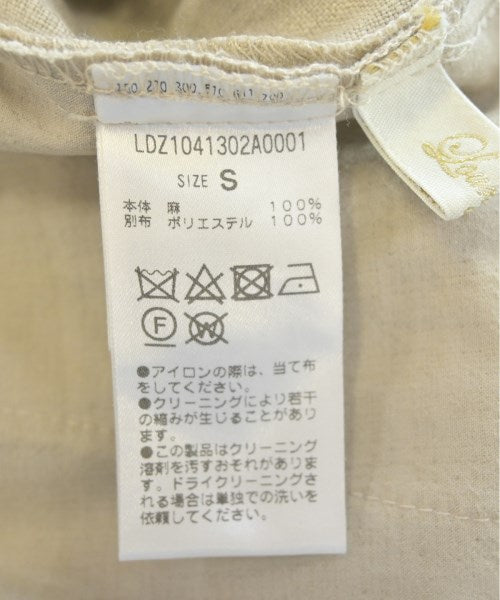 LDZ1041302A0001
SIZE S
本体 麻 100%
別布 ポリエステル 100%
F W
●アイロンの際は、当て布
をしてください。
●クリーニングにより若干
の縮みが生じることがあり
ます。
●この製品はクリーニング
溶剤を汚すおそれがありま
す。ドライクリーニングさ
れる場合は単独での洗いを
依頼してください。